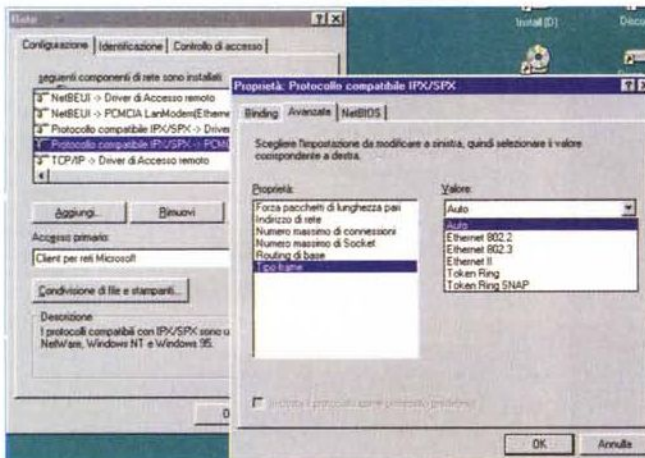 Rete
Configurazione
Identificazione
Controllo di accesso
seguenti componenti di rete sono installati
NetBEUI -> Driver di Accesso remoto
NetBEUI -> PCMCIA LanModem(Etherne
Protocollo compatibile IPX/SPX -> Driver
Protocollo compatibile IPX/SPX -> PCMC
TCP/IP -> Driver di Accesso remoto
Aggiungi...
Rimuovi
Accesso primario:
Client per reti Microsoft
Condivisione di file e stampanti...
Descrizione
I protocolli compatibili con IPX/SPX sono u
NetWare, Windows NT e Windows 95.
Install (D)
Disco
Proprietà: Protocollo compatibile IPX/SPX
Binding
Avanzate
NetBIOS
Scegliere l'impostazione da modificare a sinistra, quindi selezionare il valore
corrispondente a destra.
Proprietà:
Forza pacchetti di lunghezza pari
Indirizzo di rete
Numero massimo di connessioni
Numero massimo di Socket
Routing di base
Tipo frame
Valore:
Auto
Auto
Ethernet 802.2
Ethernet 802.3
Ethernet II
Token Ring
Token Ring SNAP
OK
Annulla